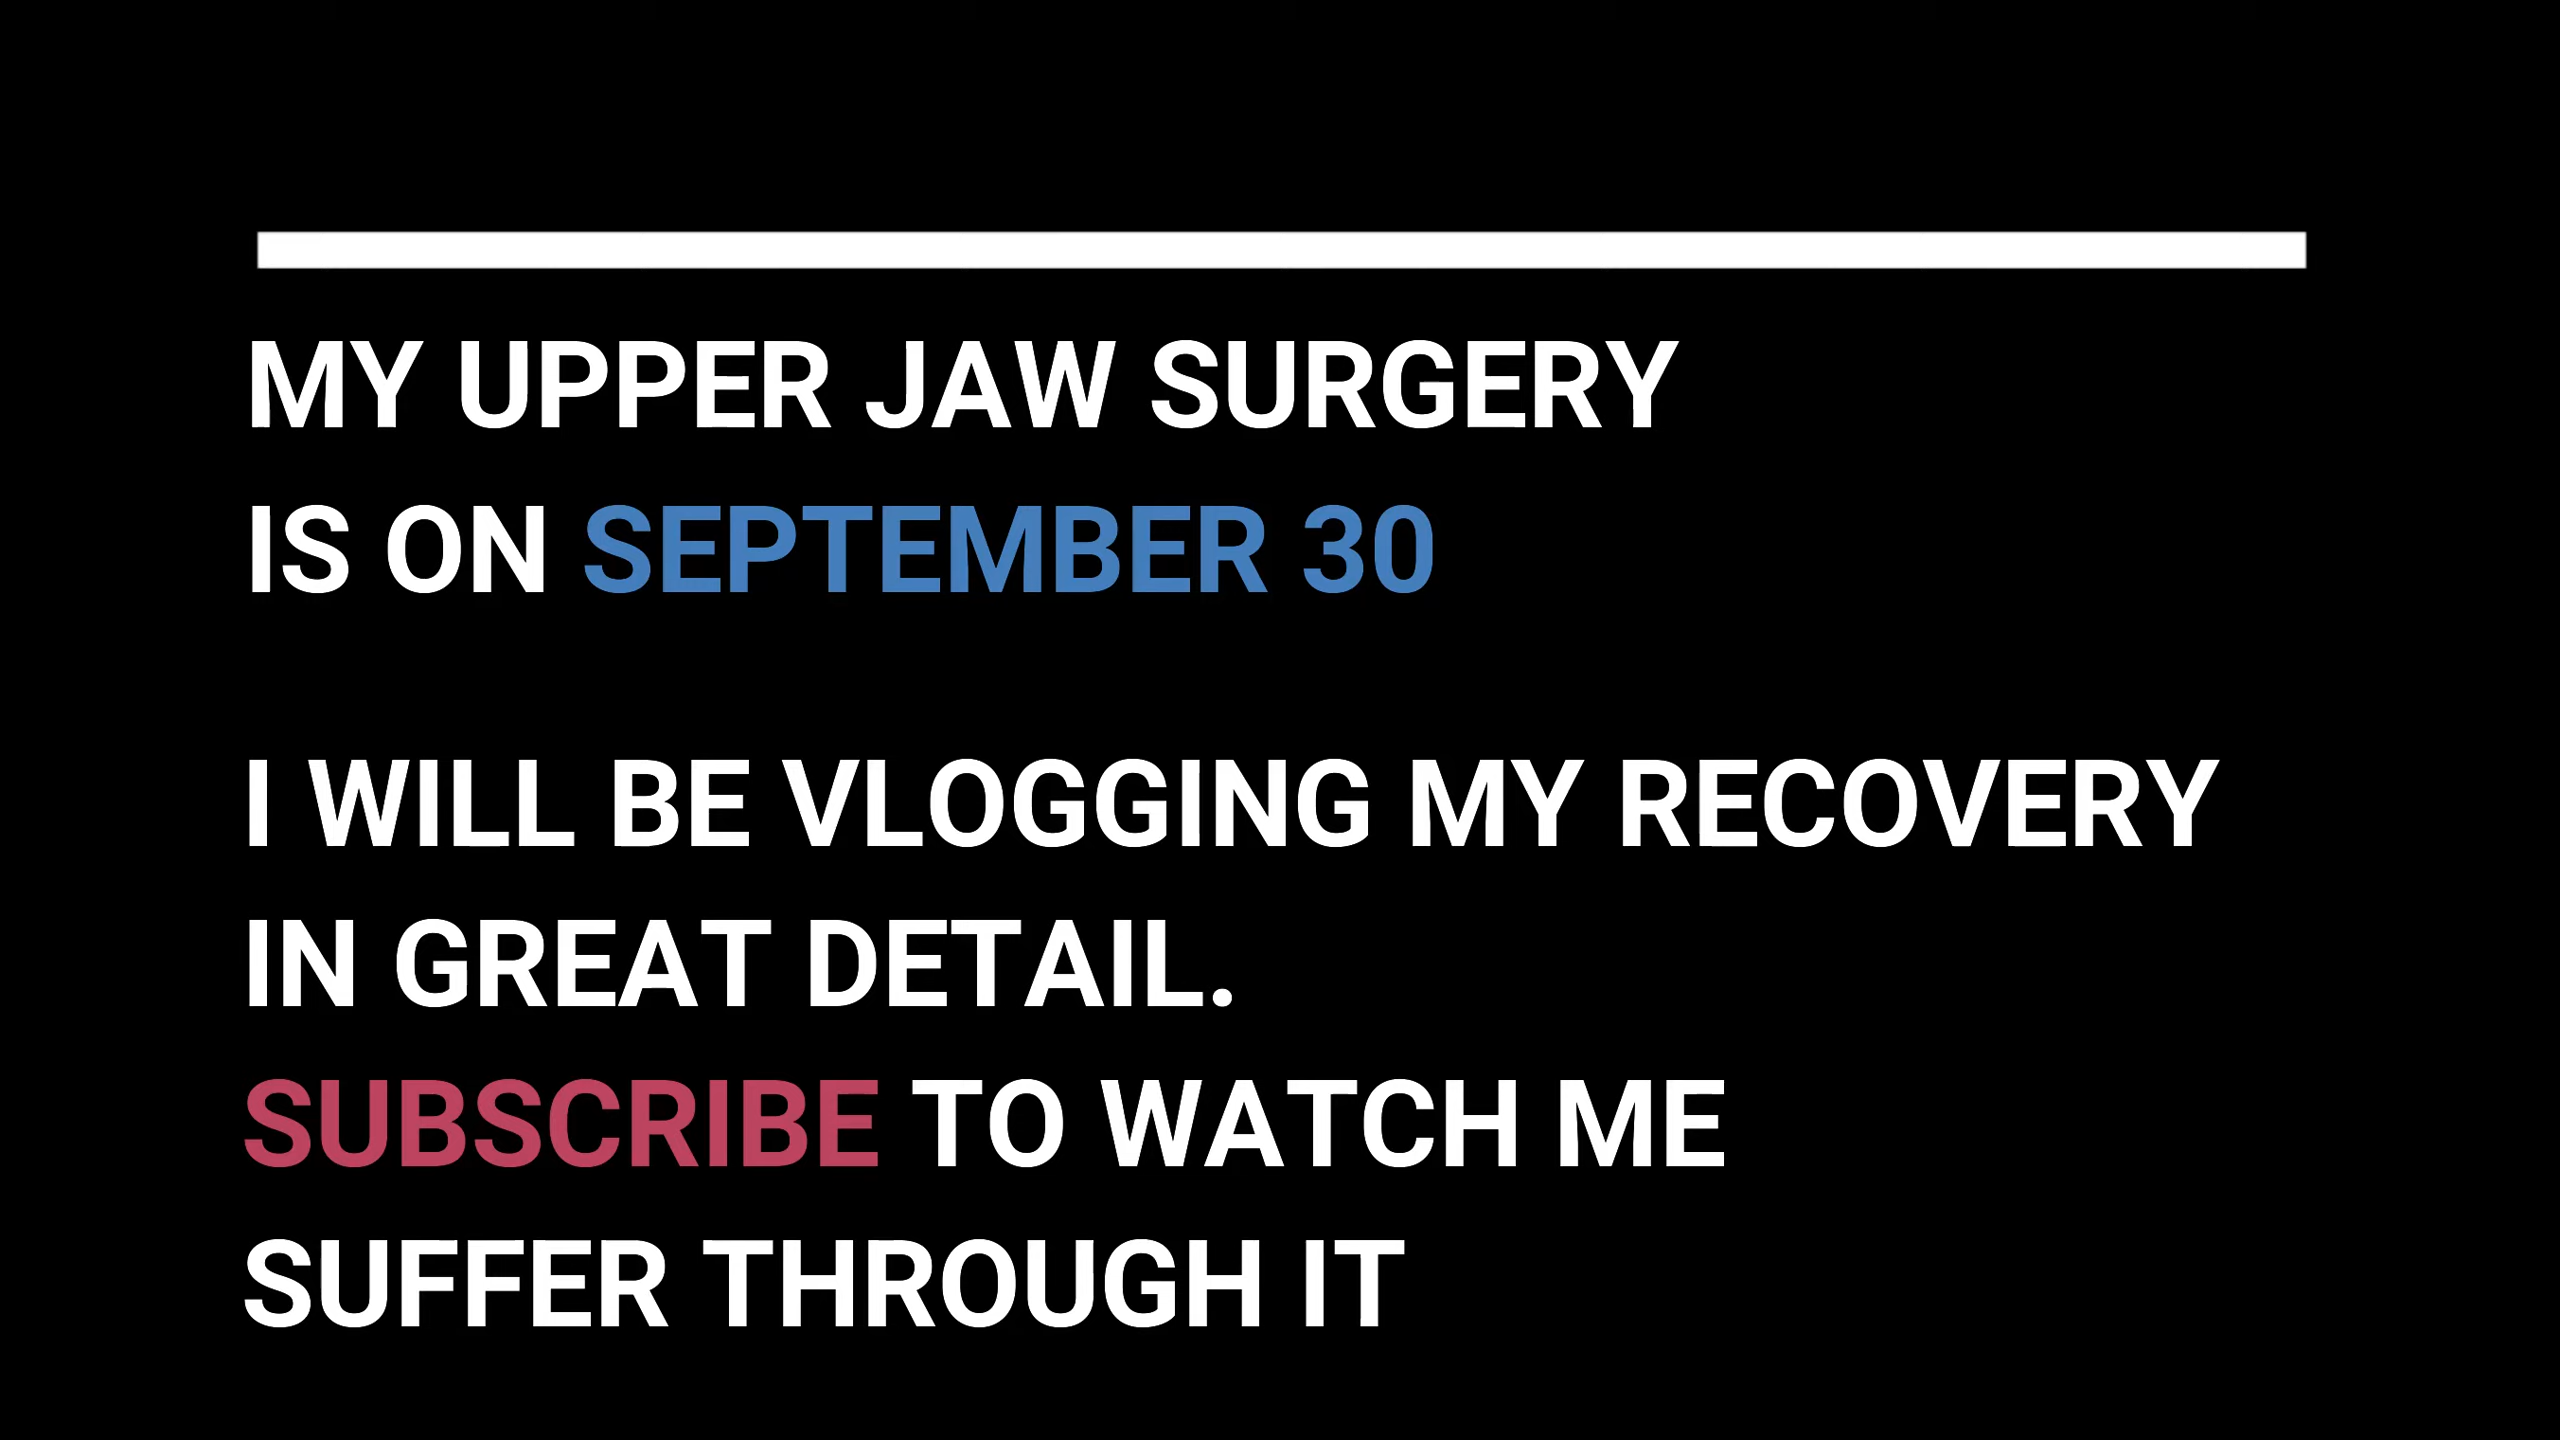 MY UPPER JAW SURGERY
IS ON SEPTEMBER 30
I WILL BE VLOGGING MY RECOVERY
IN GREAT DETAIL.
SUBSCRIBE TO WATCH ME
SUFFER THROUGH IT